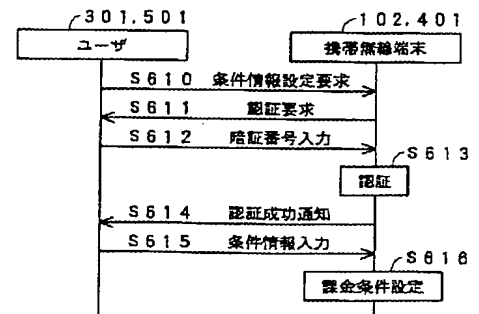 301,501
102,401
ユーザ
携帯無線端末
S610 条件情報設定要求
S611 認証要求
S612 暗証番号入力
S613
認証
S614 認証成功通知
S615 条件情報入力
S616
課金条件設定